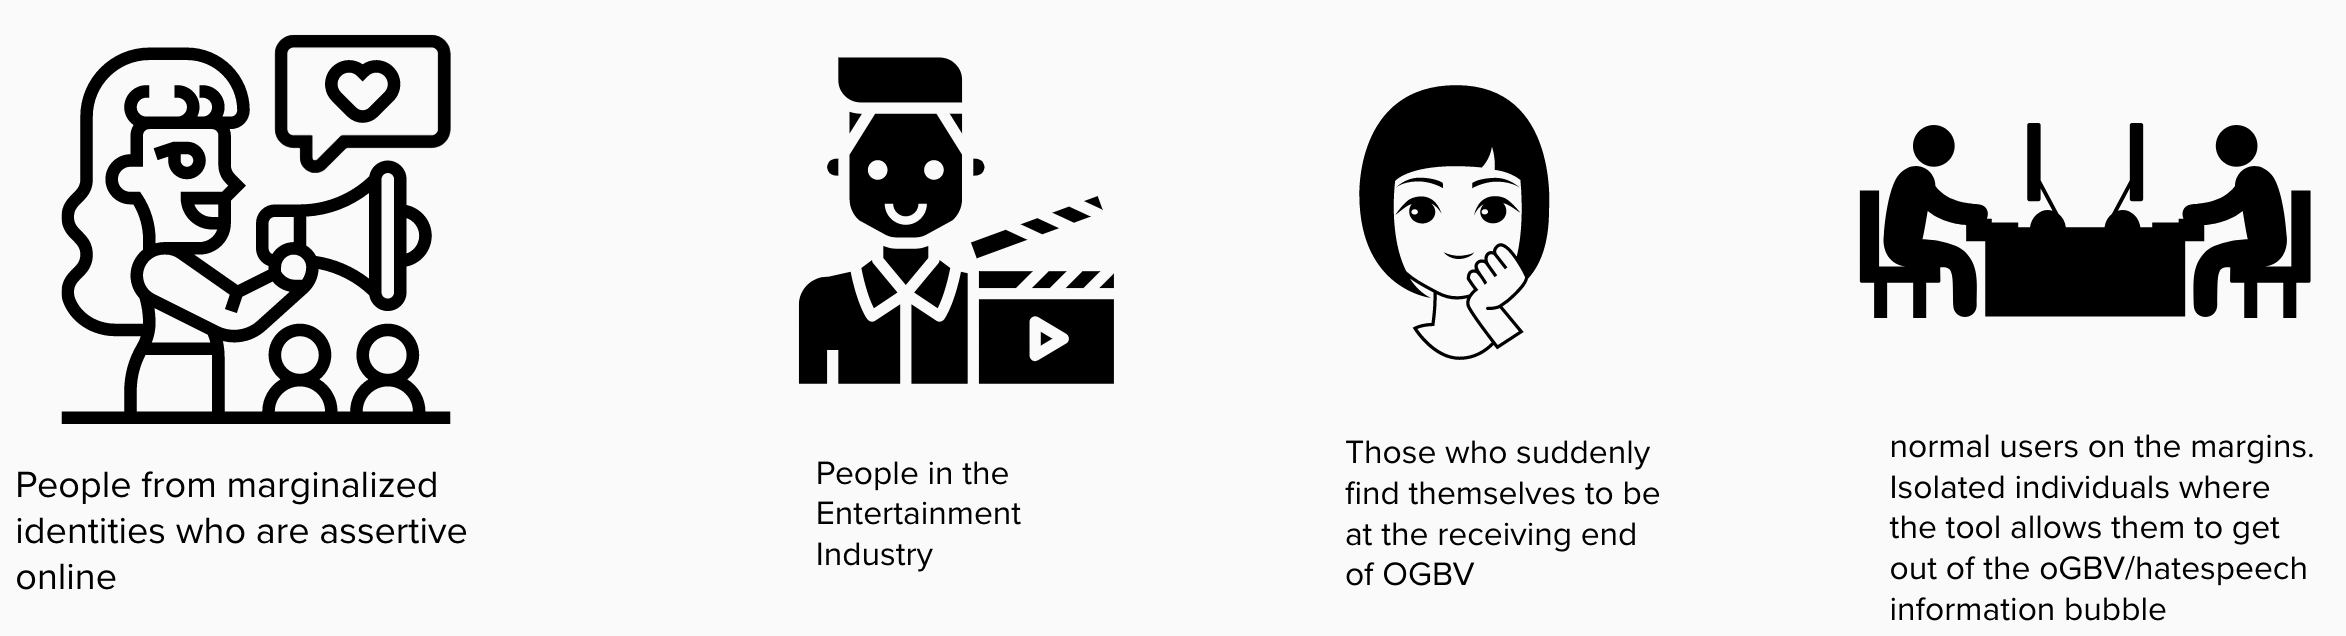 People from marginalized
identities who are assertive
online
People in the
Entertainment
Industry
Those who suddenly
find themselves to be
at the receiving end
of OGBV
normal users on the margins.
Isolated individuals where
the tool allows them to get
out of the oGBV/hatespeech
information bubble